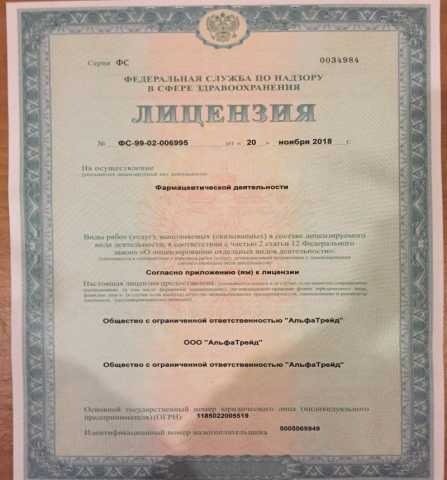 Серия ФС 0034984
ФЕДЕРАЛЬНАЯ СЛУЖБА ПО НАДЗОРУ
В СФЕРЕ ЗДРАВООХРАНЕНИЯ
ЛИЦЕНЗИЯ
№ ФС-99-02-006995 от « 20 » ноября 2018 г.
На осуществление
Фармацевтической деятельности
Виды работ (услуг), выполняемых (оказываемых) в составе лицензируемого
вида деятельности, в соответствии с частью 2 статьи 12 Федерального
закона «О лицензировании отдельных видов деятельности»:
Согласно приложению (ям) к лицензии
Настоящая лицензия предоставлена
Общество с ограниченной ответственностью "АльфаТрейд"
ООО "АльфаТрейд"
Общество с ограниченной ответственностью "АльфаТрейд"
Основной государственный номер юридического лица (индивидуального
предпринимателя) (ОГРН) 1185022005519
Идентификационный номер налогоплательщика